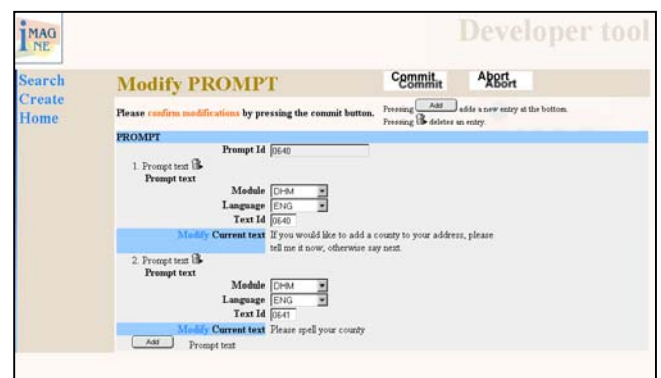 iMAG
INE
Developer tool
Search
Create
Home
Modify PROMPT
Commit
Commit
Abort
Abort
Please confirm modifications by pressing the commit button.
Pressing Add adds a new entry at the bottom.
Pressing deletes an entry.
PROMPT
Prompt Id 0640
1. Prompt text
Prompt text
Module DHM
Language ENG
Text Id 0640
Modify Current text If you would like to add a county to your address, please
tell me it now, otherwise say next.
2. Prompt text
Prompt text
Module DHM
Language ENG
Text Id 0641
Modify Current text Please spell your county
Add Prompt text